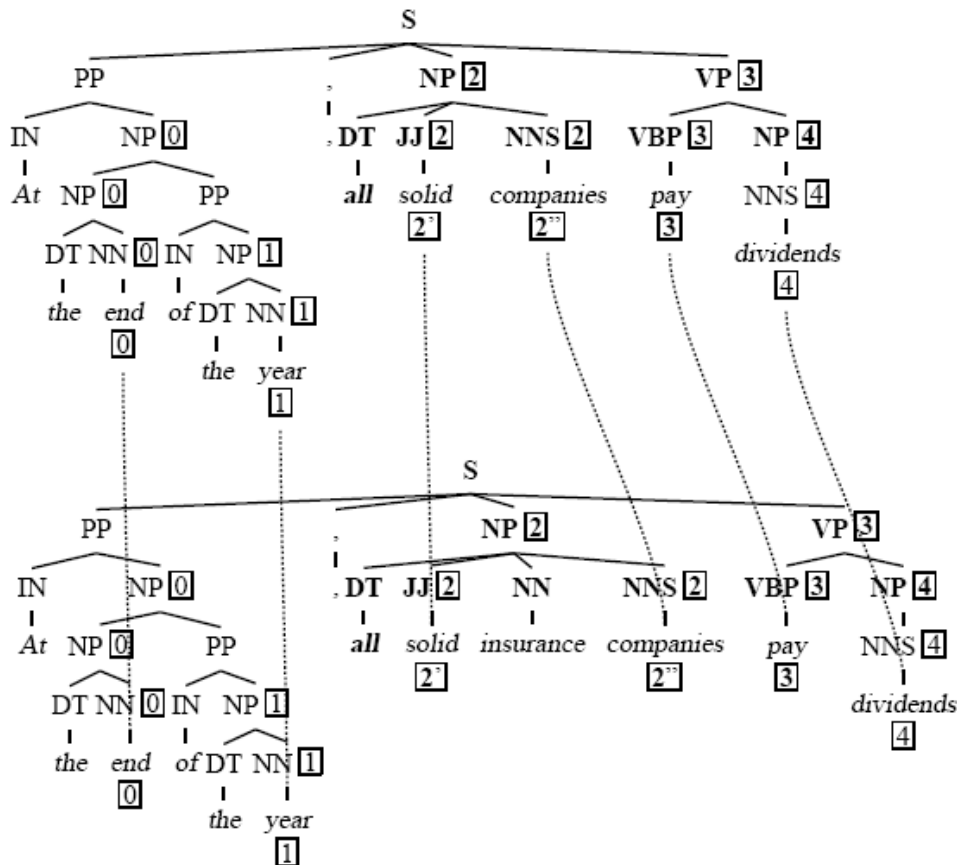 S
PP , NP 2 VP 3
IN NP 0 , DT JJ 2 NNS 2 VBP 3 NP 4
At NP 0 PP all solid companies pay NNS 4
2’ 2” 3
DT NN 0 IN NP 1 dividends
4
the end of DT NN 1
0
the year
1
S
PP , NP 2 VP 3
IN NP 0 , DT JJ 2 NN NNS 2 VBP 3 NP 4
At NP 0 PP all solid insurance companies pay NNS 4
2’ 2” 3
DT NN 0 IN NP 1 dividends
4
the end of DT NN 1
0
the year
1